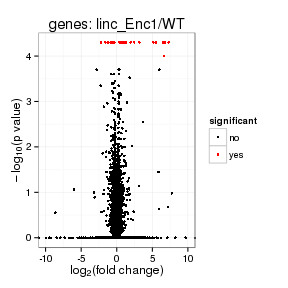 genes: linc_Enc1/WT
−log10(p value)
4
3
2
1
0
-10 -5 0 5 10
log2(fold change)
significant
no
yes